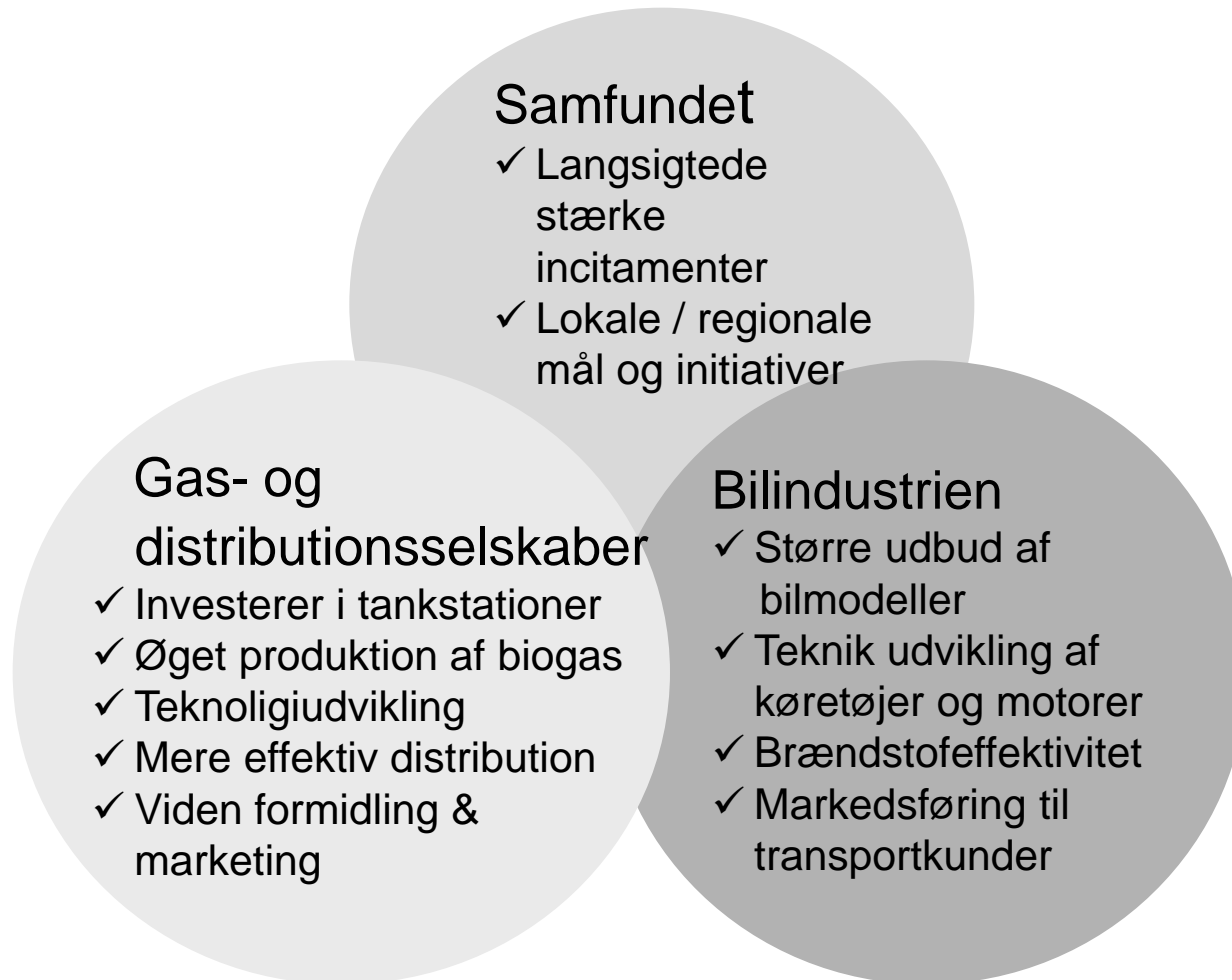 Samfundet
✓ Langsigtede
stærke
incitamenter
✓ Lokale / regionale
mål og initiativer
Gas- og
distributionsselskaber
✓ Investerer i tankstationer
✓ Øget produktion af biogas
✓ Teknoligiudvikling
✓ Mere effektiv distribution
✓ Viden formidling &
marketing
Bilindustrien
✓ Større udbud af
bilmodeller
✓ Teknik udvikling af
køretøjer og motorer
✓ Brændstofeffektivitet
✓ Markedsføring til
transportkunder